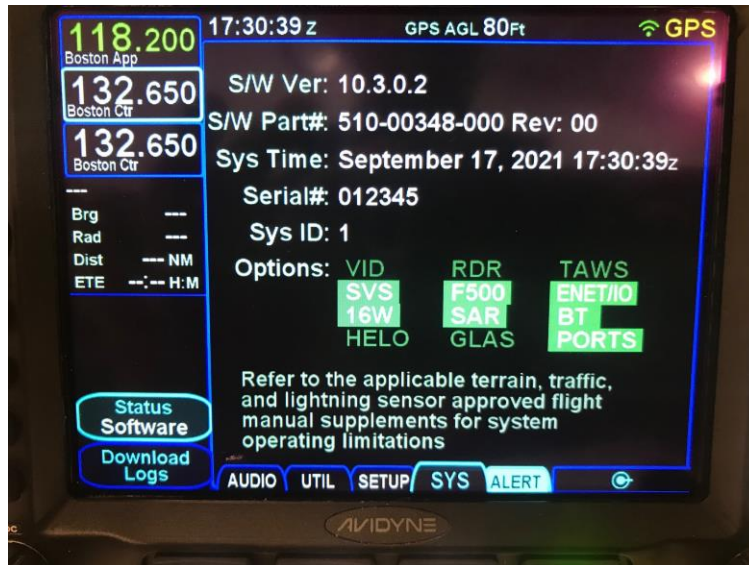 118.200
Boston App
132.650
Boston Ctr
132.650
Boston Ctr
---
Brg ---
Rad ---
Dist --- NM
ETE --:-- H:M
Status
Software
Download
Logs
17:30:39 z GPS AGL 80Ft GPS
S/W Ver: 10.3.0.2
S/W Part#: 510-00348-000 Rev: 00
Sys Time: September 17, 2021 17:30:39z
Serial#: 012345
Sys ID: 1
Options: VID RDR TAWS
SVS F500 ENET/IO
16W SAR BT
HELO GLAS PORTS
Refer to the applicable terrain, traffic,
and lightning sensor approved flight
manual supplements for system
operating limitations
AUDIO UTIL SETUP SYS ALERT
AVIDYNE